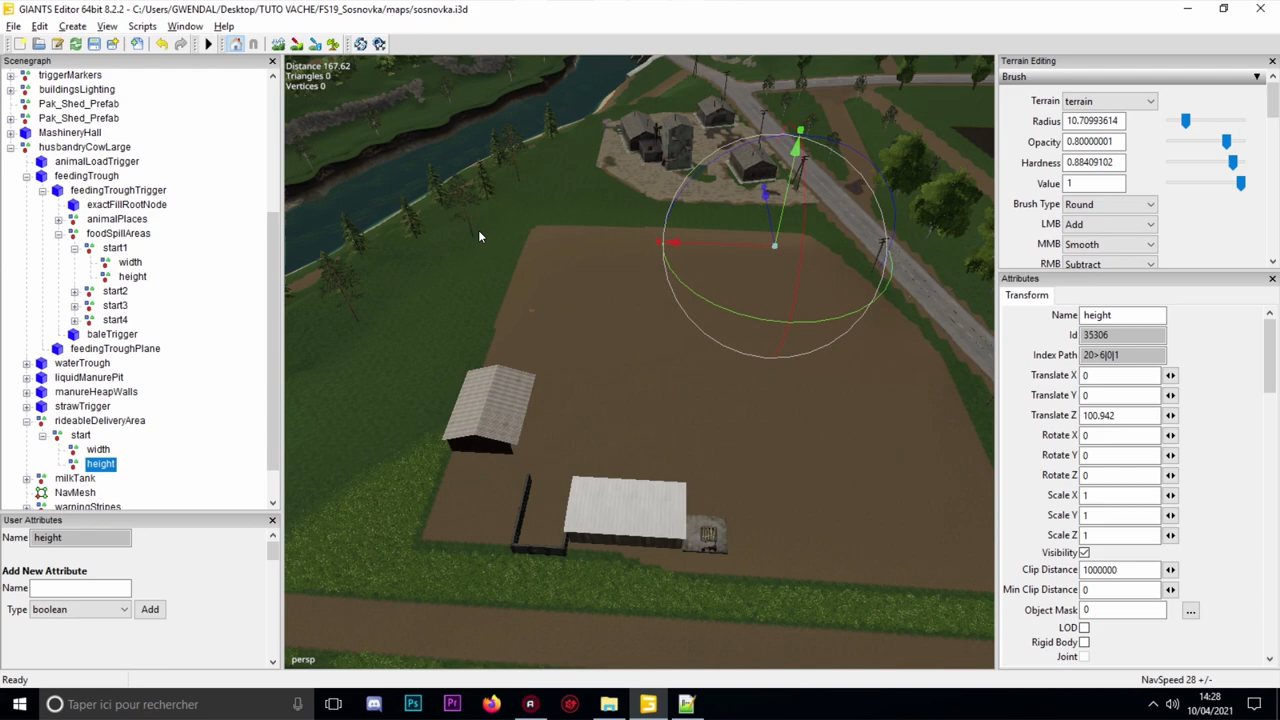 GIANTS Editor 64bit 8.2.2 - C:/Users/GWENDAL/Desktop/TUTO VACHE/FS19_Sosnovka/maps/sosnovka.i3d
File Edit Create View Scripts Window Help
Scenegraph
triggerMarkers
buildingsLighting
Pak_Shed_Prefab
Pak_Shed_Prefab
MashineryHall
husbandryCowLarge
animalLoadTrigger
feedingTrough
feedingTroughTrigger
exactFillRootNode
animalPlaces
foodSpillAreas
start1
width
height
start2
start3
start4
baleTrigger
feedingTroughPlane
waterTrough
liquidManurePit
manureHeapWalls
strawTrigger
rideableDeliveryArea
start
width
height
milkTank
NavMesh
warningStripes
User Attributes
Name height
Add New Attribute
Name
Type boolean Add
Distance 167.62
Triangles 0
Vertices 0
persp
Terrain Editing
Brush
Terrain terrain
Radius 10.70993614
Opacity 0.80000001
Hardness 0.88409102
Value 1
Brush Type Round
LMB Add
MMB Smooth
RMB Subtract
Attributes
Transform
Name height
Id 35306
Index Path 20>6|0|1
Translate X 0
Translate Y 0
Translate Z 100.942
Rotate X 0
Rotate Y 0
Rotate Z 0
Scale X 1
Scale Y 1
Scale Z 1
Visibility
Clip Distance 1000000
Min Clip Distance 0
Object Mask 0 ...
LOD
Rigid Body
Joint
Ready
NavSpeed 28 +/-
Taper ici pour rechercher
14:28
10/04/2021